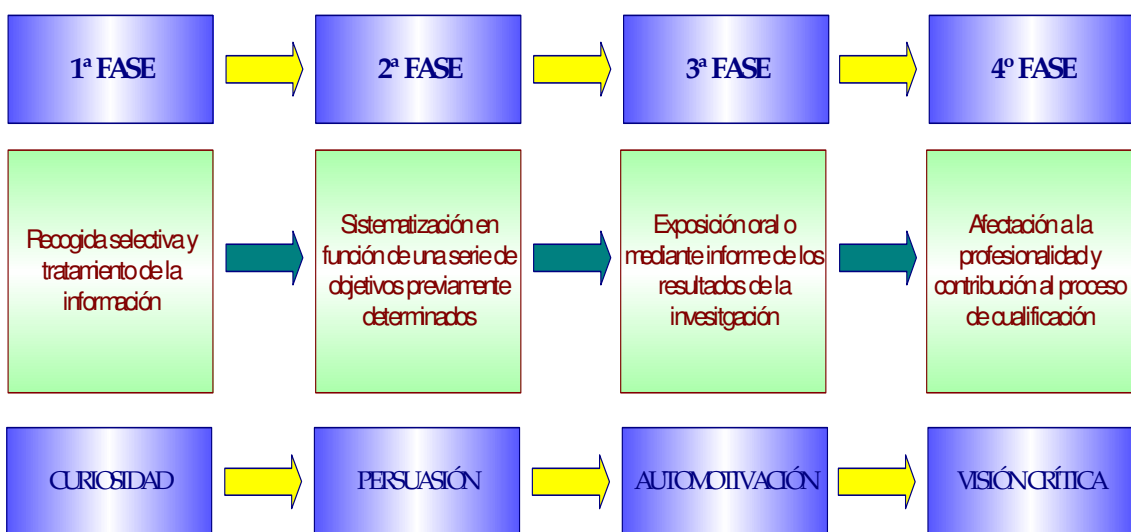 1ª FASE
2ª FASE
3ª FASE
4º FASE
Recogida selectiva y
tratamiento de la
información
Sistematización en
función de una serie de
objetivos previamente
determinados
Exposición oral o
mediante informe de los
resultados de la
invesitgación
Afectación a la
profesionalidad y
contribución al proceso
de cualificación
CURIOSIDAD
PERSUASIÓN
AUTOMOTIVACIÓN
VISIÓN CRÍTICA